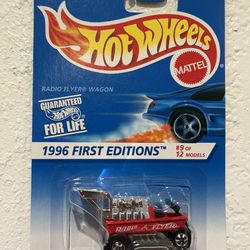 Hot Wheels
MATTEL
RADIO FLYER® WAGON
GUARANTEED
FOR LIFE
1996 FIRST EDITIONS™
#9 OF
12 MODELS
RADIO FLYER